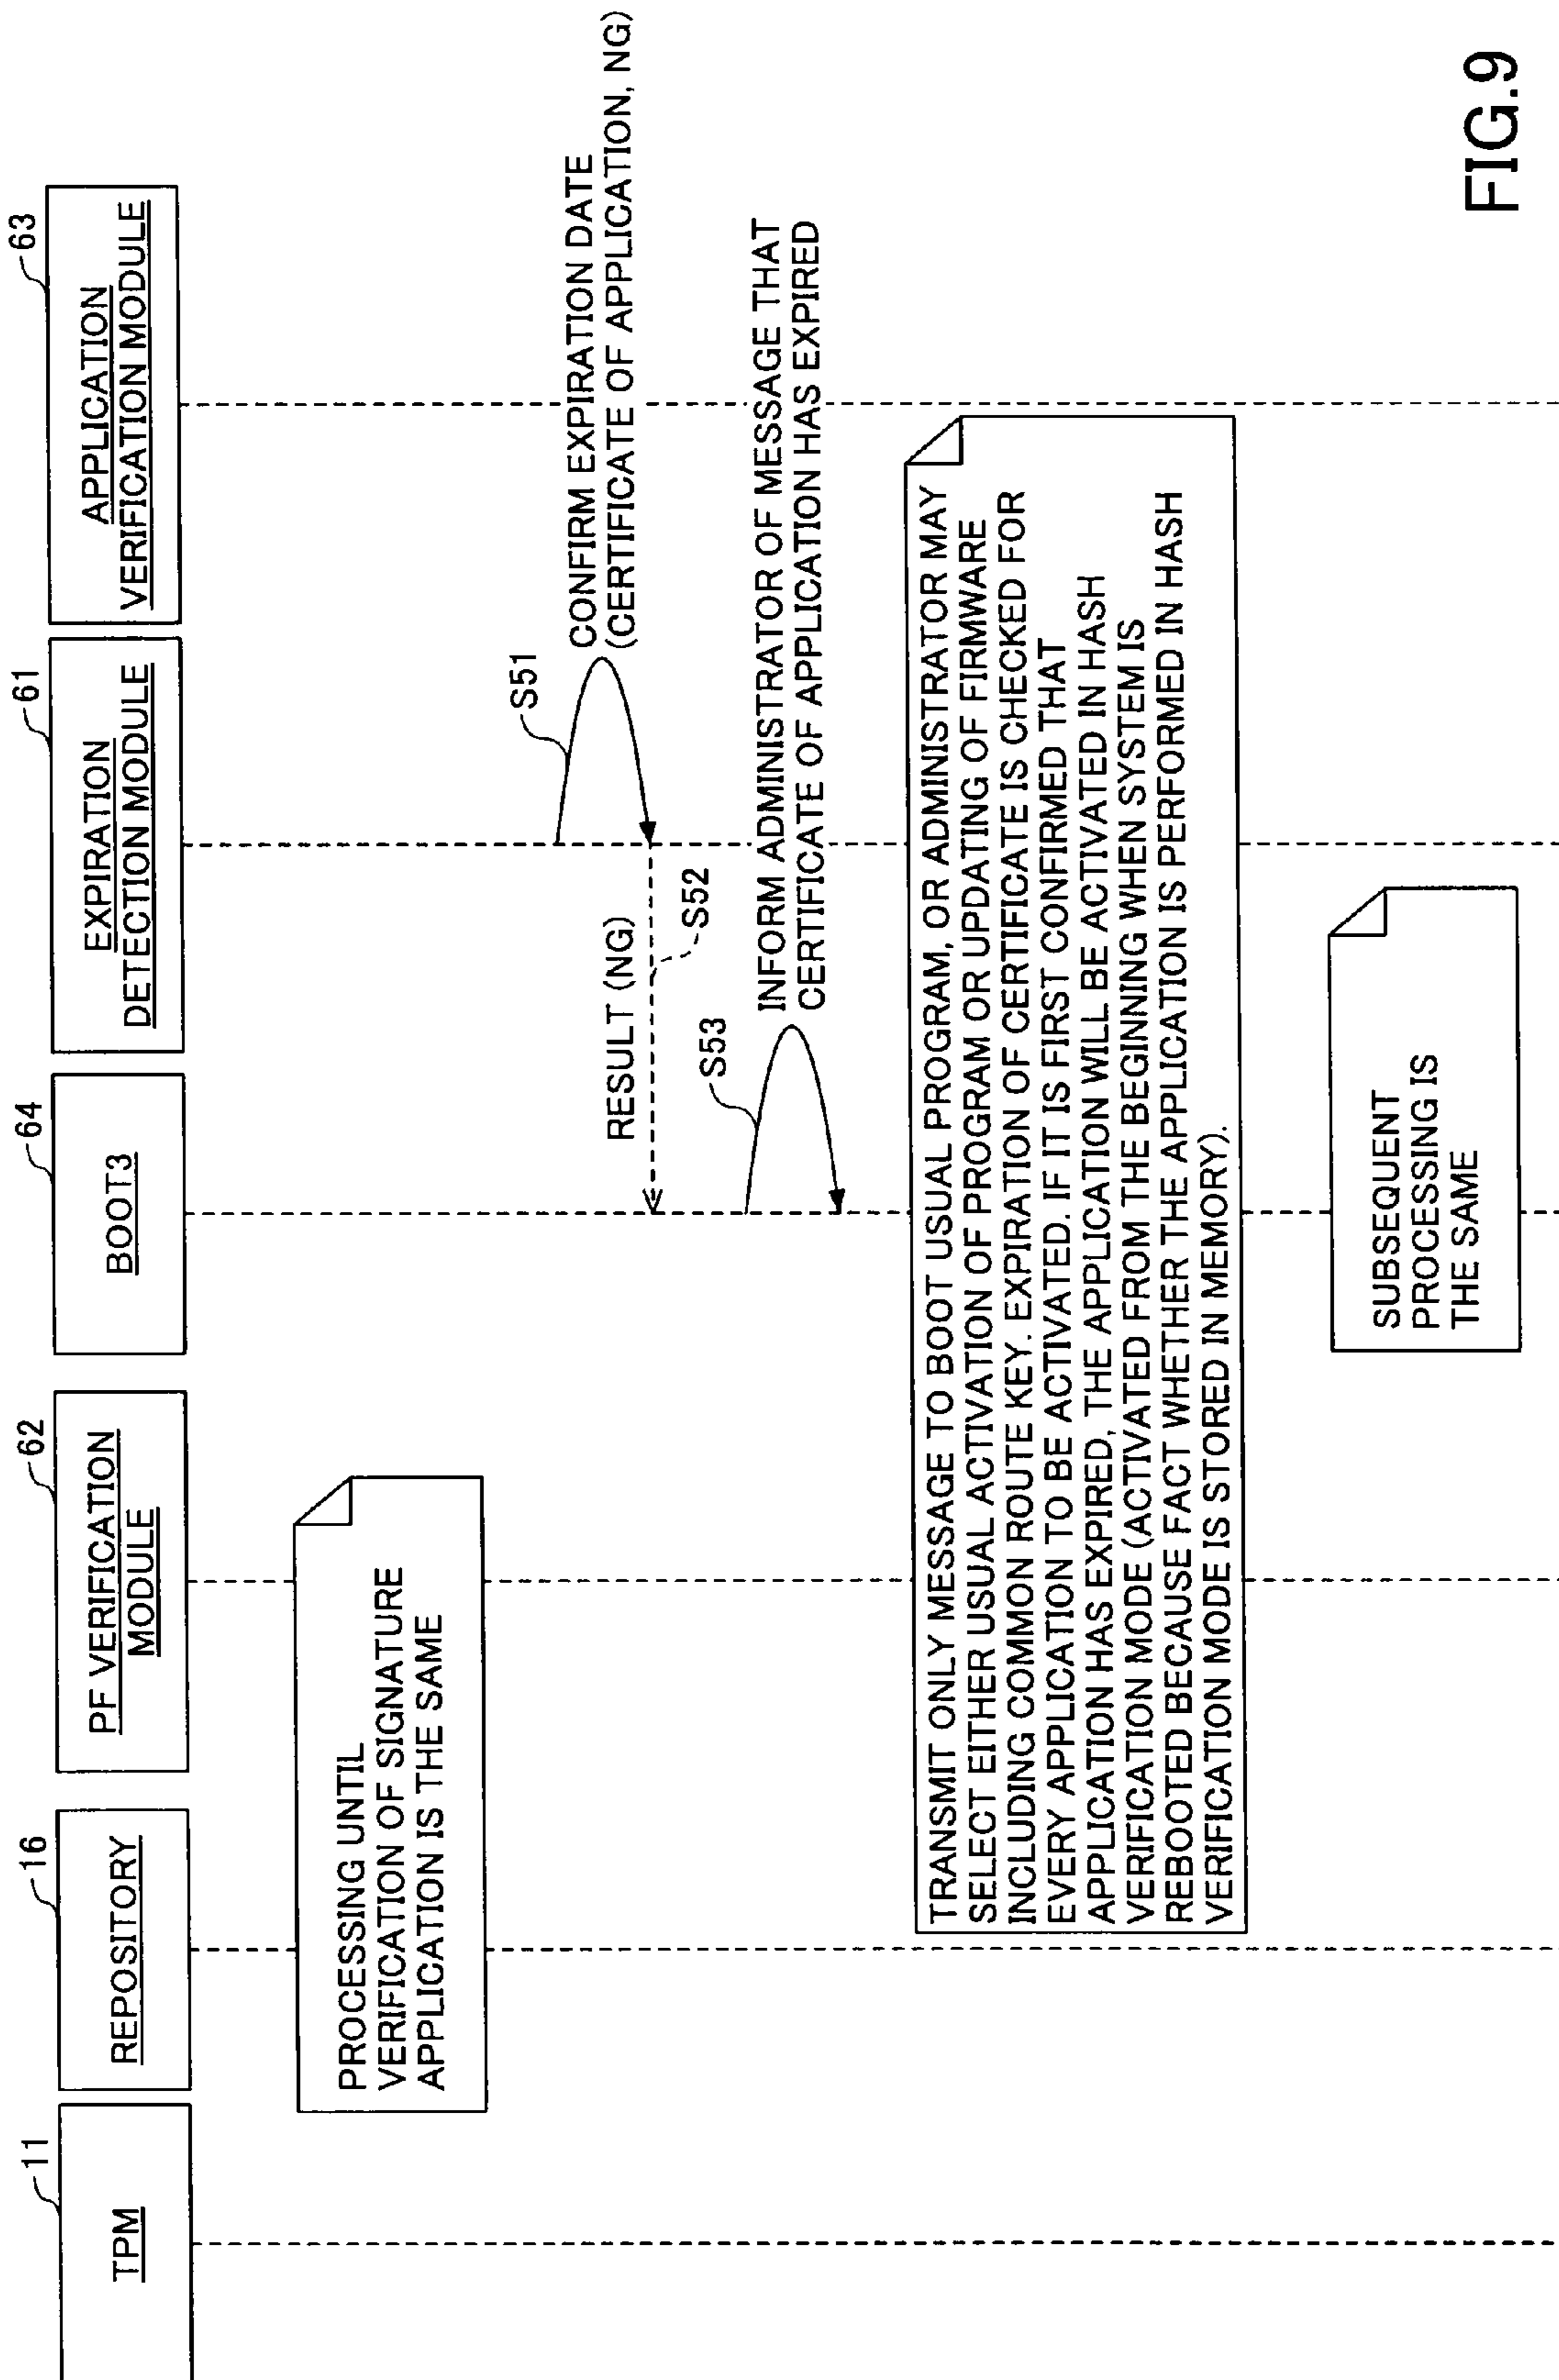 11
TPM
16
REPOSITORY
62
PF VERIFICATION
MODULE
64
BOOT3
61
EXPIRATION
DETECTION MODULE
63
APPLICATION
VERIFICATION MODULE
PROCESSING UNTIL
VERIFICATION OF SIGNATURE
APPLICATION IS THE SAME
S51
CONFIRM EXPIRATION DATE
(CERTIFICATE OF APPLICATION, NG)
RESULT (NG)
S52
S53
INFORM ADMINISTRATOR OF MESSAGE THAT
CERTIFICATE OF APPLICATION HAS EXPIRED
TRANSMIT ONLY MESSAGE TO BOOT USUAL PROGRAM, OR ADMINISTRATOR MAY
SELECT EITHER USUAL ACTIVATION OF PROGRAM OR UPDATING OF FIRMWARE
INCLUDING COMMON ROUTE KEY. EXPIRATION OF CERTIFICATE IS CHECKED FOR
EVERY APPLICATION TO BE ACTIVATED. IF IT IS FIRST CONFIRMED THAT
APPLICATION HAS EXPIRED, THE APPLICATION WILL BE ACTIVATED IN HASH
VERIFICATION MODE (ACTIVATED FROM THE BEGINNING WHEN SYSTEM IS
REBOOTED BECAUSE FACT WHETHER THE APPLICATION IS PERFORMED IN HASH
VERIFICATION MODE IS STORED IN MEMORY).
SUBSEQUENT
PROCESSING IS
THE SAME
FIG.9